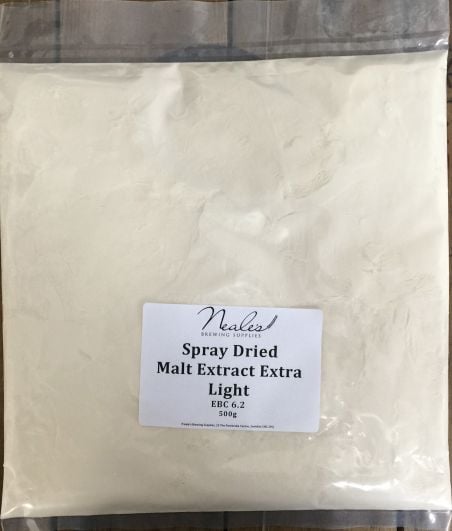 Neales
BREWING SUPPLIES
Spray Dried
Malt Extract Extra
Light
EBC 6.2
500g